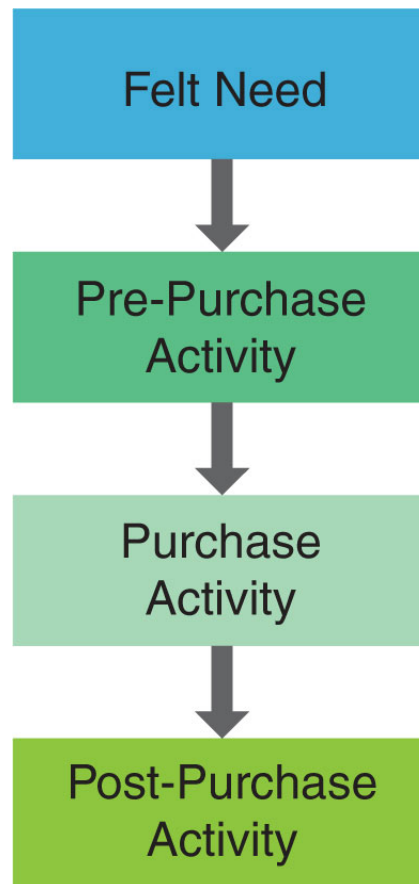 Felt Need
Pre-Purchase
Activity
Purchase
Activity
Post-Purchase
Activity